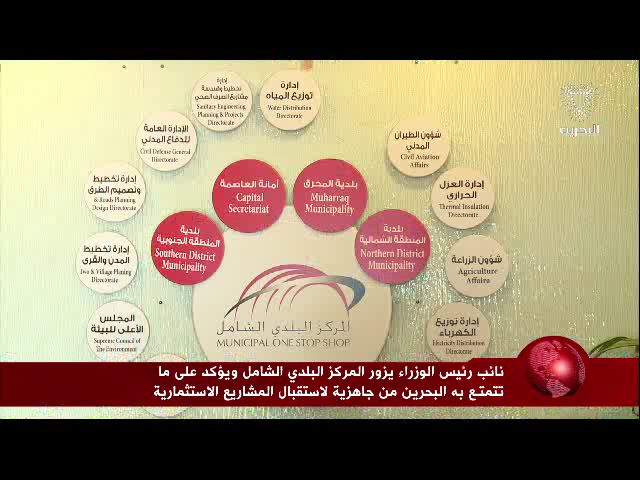 إدارة
تخطيط وهندسة
مشاريع الصرف الصحي
Sanitary Engineering
Planning & Projects
Directorate
إدارة
توزيع المياه
Water Distribution
Directorate
البحرين
الإدارة العامة
للدفاع المدني
Civil Defense General
Directorate
شؤون الطيران
المدني
Civil Aviation
Affairs
إدارة تخطيط
وتصميم الطرق
& Roads Planning
Design Directorate
أمانة العاصمة
Capital
Secretariat
بلدية المحرق
Muharraq
Municipality
إدارة العزل
الحراري
Thermal Insulation
Directorate
بلدية
المنطقة الجنوبية
Southern District
Municipality
بلدية
المنطقة الشمالية
Northern District
Municipality
إدارة تخطيط
المدن والقرى
& Village Planing
Directorate
شؤون الزراعة
Agriculture
Affairs
المركز البلدي الشامل
MUNICIPAL ONE STOP SHOP
المجلس
الأعلى للبيئة
Supreme Council of
The Environment
إدارة توزيع
الكهرباء
Electricity Distribution
Directorate
نائب رئيس الوزراء يزور المركز البلدي الشامل ويؤكد على ما
تتمتع به البحرين من جاهزية لاستقبال المشاريع الاستثمارية